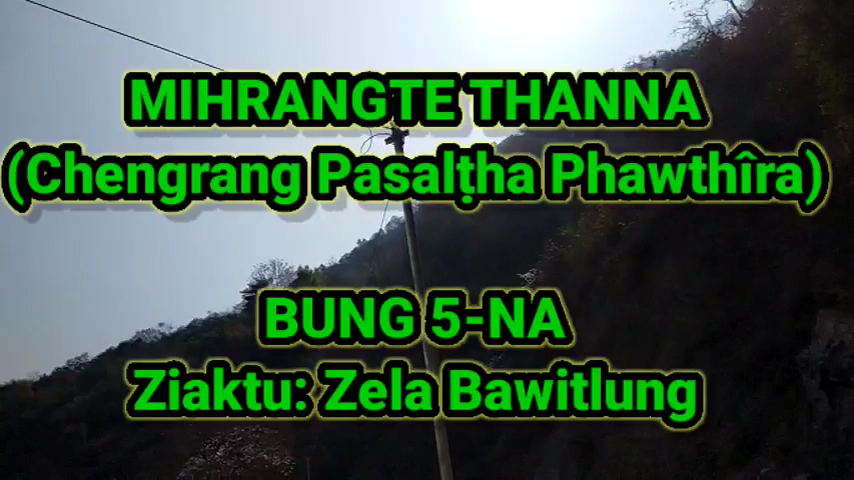 MIHRANGTE THANNA
(Chengrang Pasalṭha Phawthîra)
BUNG 5-NA
Ziaktu: Zela Bawitlung